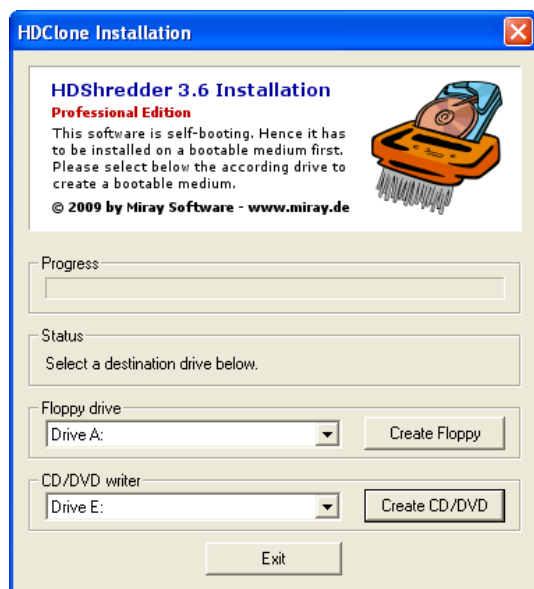 HDClone Installation
HDShredder 3.6 Installation
Professional Edition
This software is self-booting. Hence it has
to be installed on a bootable medium first.
Please select below the according drive to
create a bootable medium.
© 2009 by Miray Software - www.miray.de
Progress
Status
Select a destination drive below.
Floppy drive
Drive A:
Create Floppy
CD/DVD writer
Drive E:
Create CD/DVD
Exit